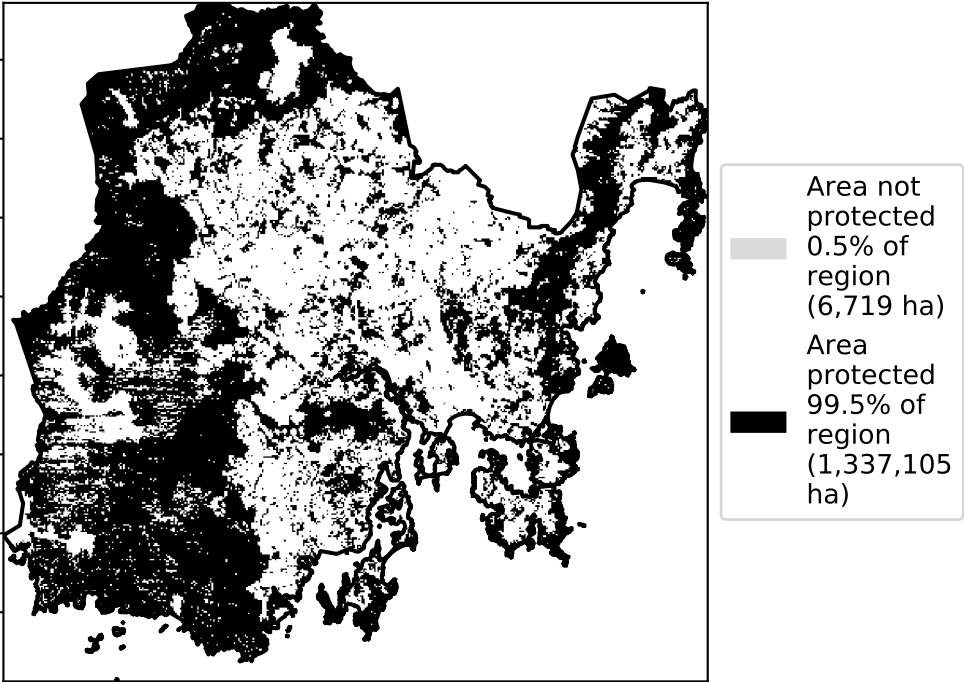 Area not
protected
0.5% of
region
(6,719 ha)
Area
protected
99.5% of
region
(1,337,105
ha)